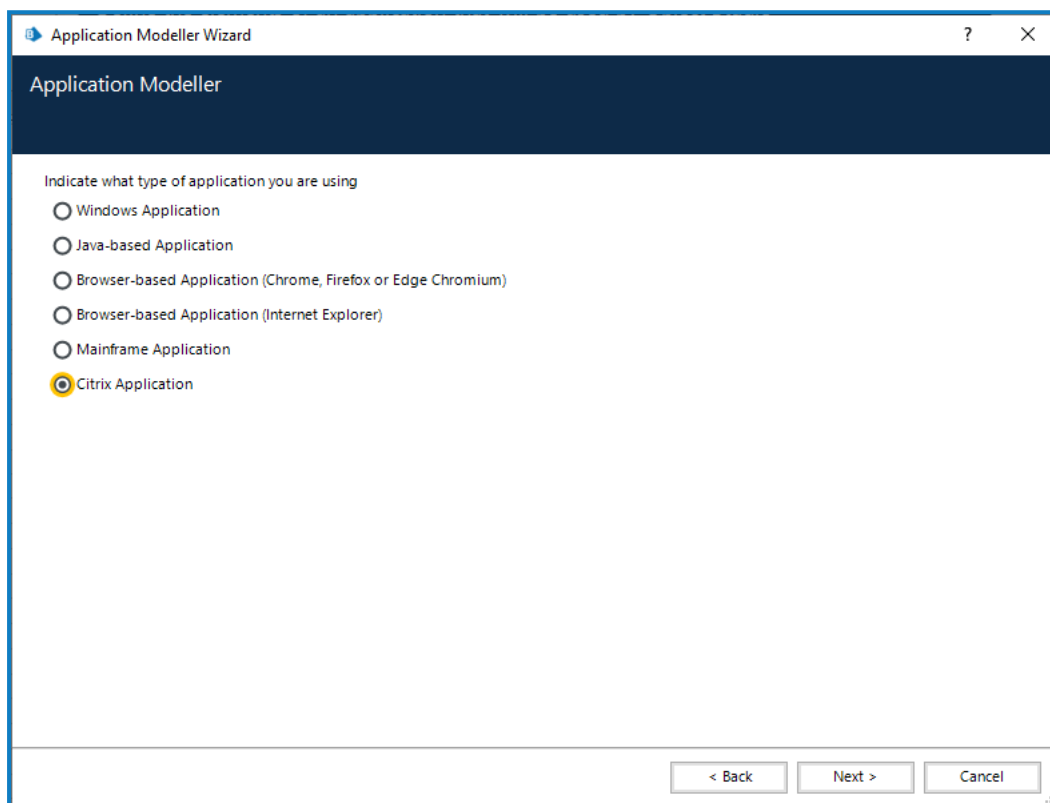 Application Modeller Wizard
?
Application Modeller
Indicate what type of application you are using
Windows Application
Java-based Application
Browser-based Application (Chrome, Firefox or Edge Chromium)
Browser-based Application (Internet Explorer)
Mainframe Application
Citrix Application
< Back Next > Cancel